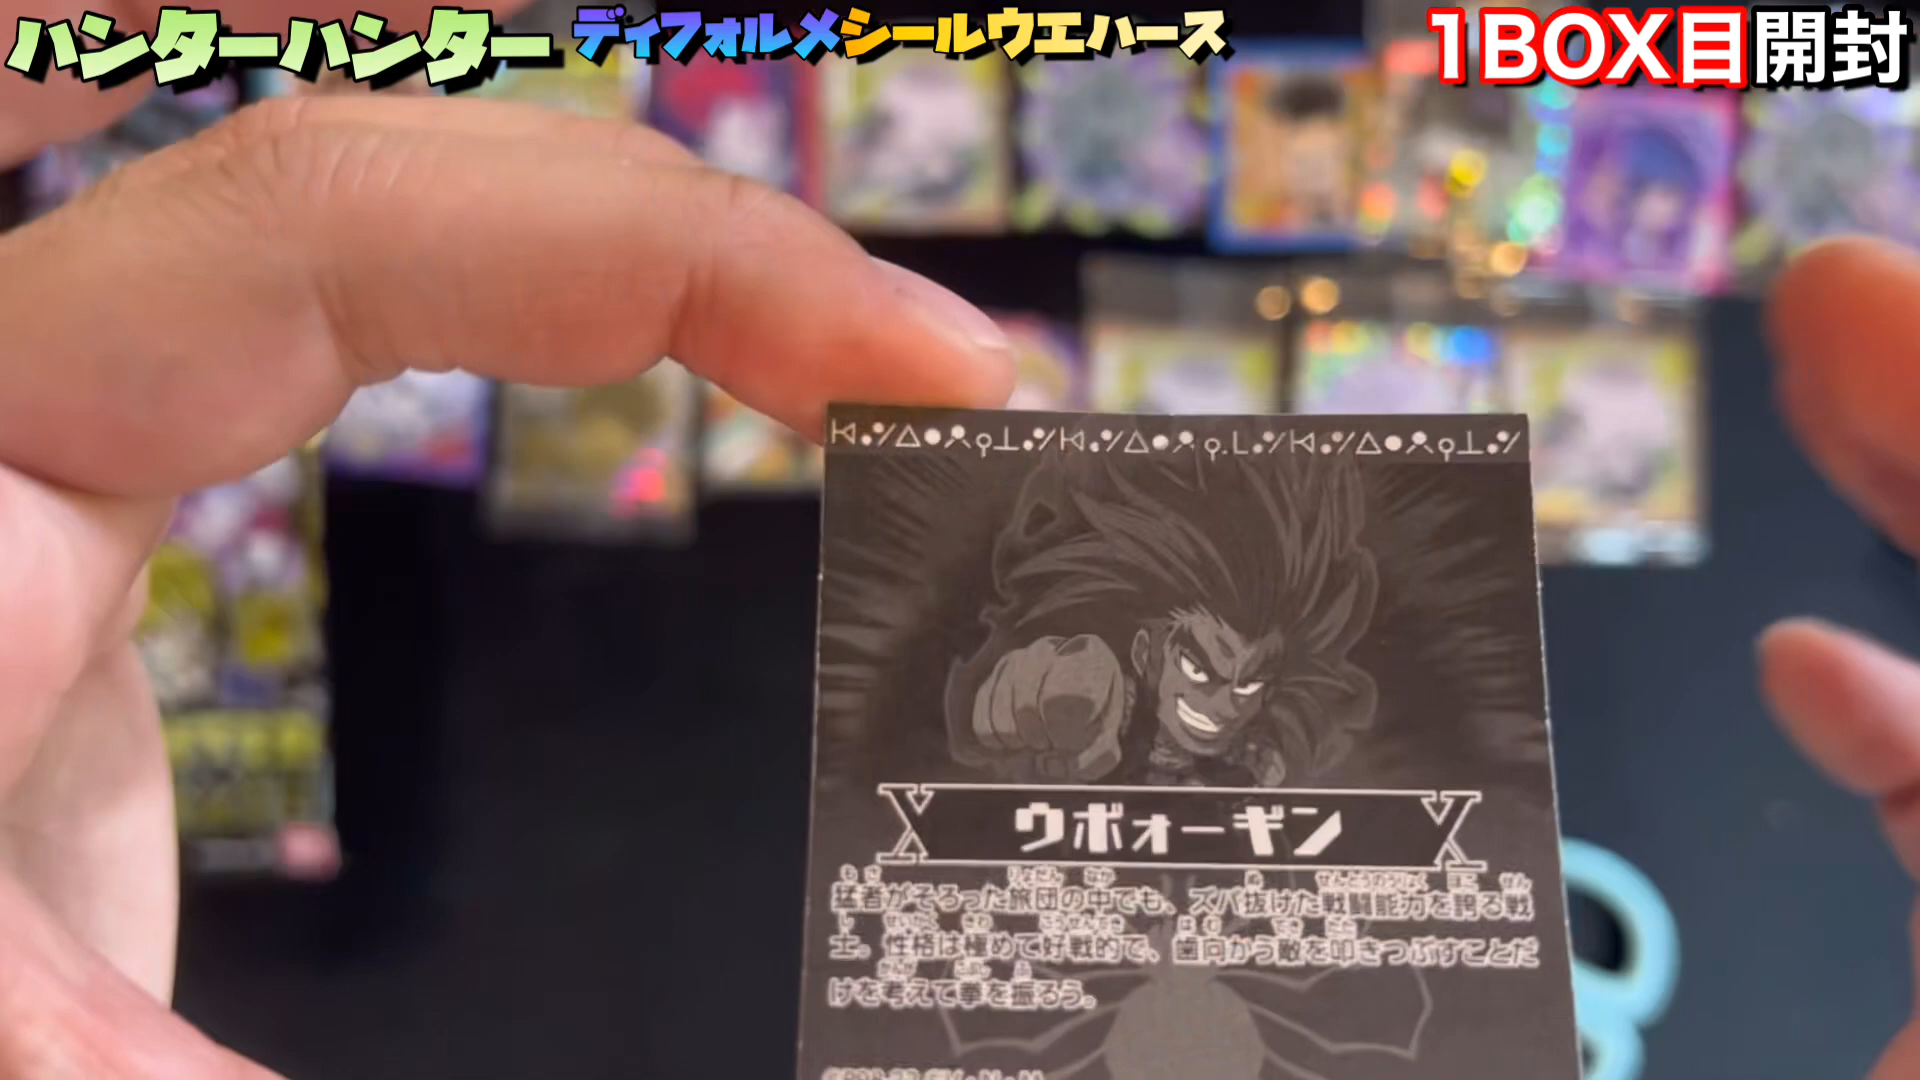 ハンターハンター ディフォルメシールウエハース
1BOX目開封
ウボォーギン
猛者がそろった旅団の中でも、ズバ抜けた戦闘能力を誇る戦
士。性格は極めて好戦的で、歯向かう敵を叩きつぶすことだ
けを考えて拳を振るう。